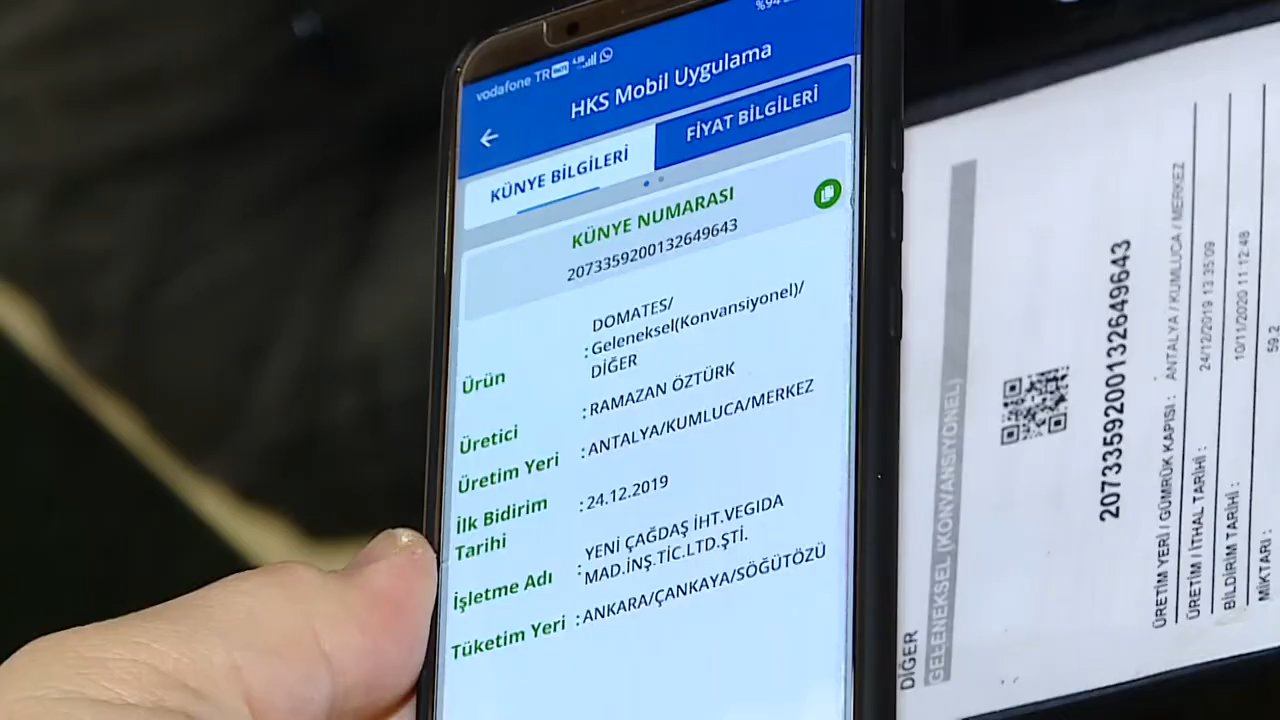 vodafone TR
HKS Mobil Uygulama
KÜNYE BİLGİLERİ
FİYAT BİLGİLERİ
KÜNYE NUMARASI
2073359200132649643
Ürün
: DOMATES/
Geleneksel(Konvansiyonel)/
DİĞER
Üretici
: RAMAZAN ÖZTÜRK
Üretim Yeri
: ANTALYA/KUMLUCA/MERKEZ
İlk Bidirim
Tarihi
: 24.12.2019
İşletme Adı
: YENİ ÇAĞDAŞ İHT.VEGIDA
MAD.İNŞ.TİC.LTD.ŞTİ.
Tüketim Yeri
: ANKARA/ÇANKAYA/SÖĞÜTÖZÜ
DİĞER
GELENEKSEL (KONVANSIYONEL)
2073359200132649643
ÜRETİM YERİ / GÜMRÜK KAPISI : ANTALYA / KUMLUCA / MERKEZ
ÜRETİM / İTHAL TARİHİ : 24/12/2019 13:35:09
BİLDİRİM TARİHİ : 10/11/2020 11:12:48
MİKTARI : 59,2